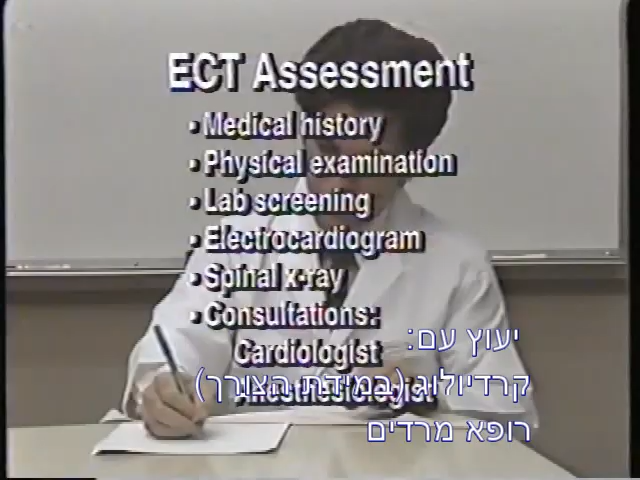 ECT Assessment
• Medical history
• Physical examination
• Lab screening
• Electrocardiogram
• Spinal x-ray
• Consultations:
Cardiologist
Anesthesiologist
יעוץ עם:
קרדיולוג (במידת הצורך)
רופא מרדים